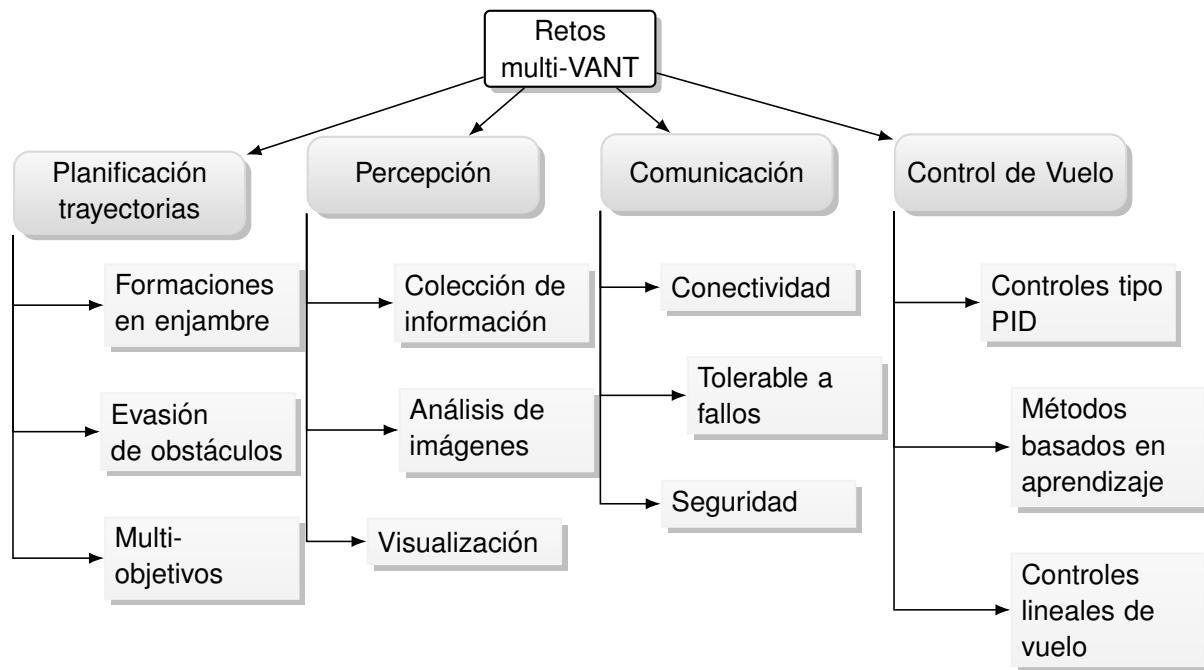 Retos
multi-VANT
Planificación
trayectorias
Percepción
Comunicación
Control de Vuelo
Formaciones
en enjambre
Evasión
de obstáculos
Multi-
objetivos
Colección de
información
Análisis de
imágenes
Visualización
Conectividad
Tolerable a
fallos
Seguridad
Controles tipo
PID
Métodos
basados en
aprendizaje
Controles
lineales de
vuelo